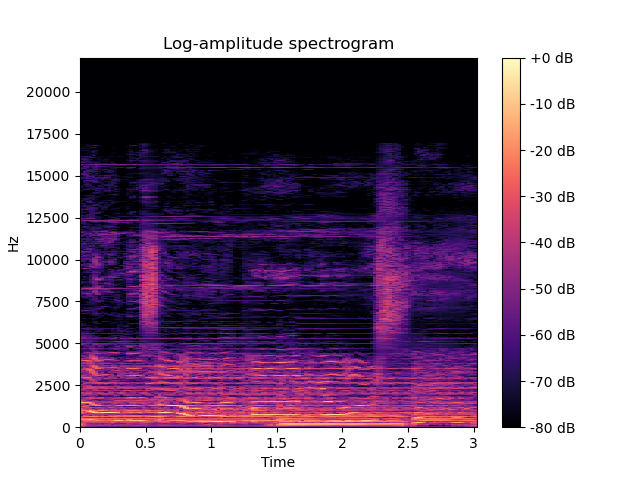 Log-amplitude spectrogram
Hz
20000
17500
15000
12500
10000
7500
5000
2500
0
0 0.5 1 1.5 2 2.5 3
Time
+0 dB
-10 dB
-20 dB
-30 dB
-40 dB
-50 dB
-60 dB
-70 dB
-80 dB